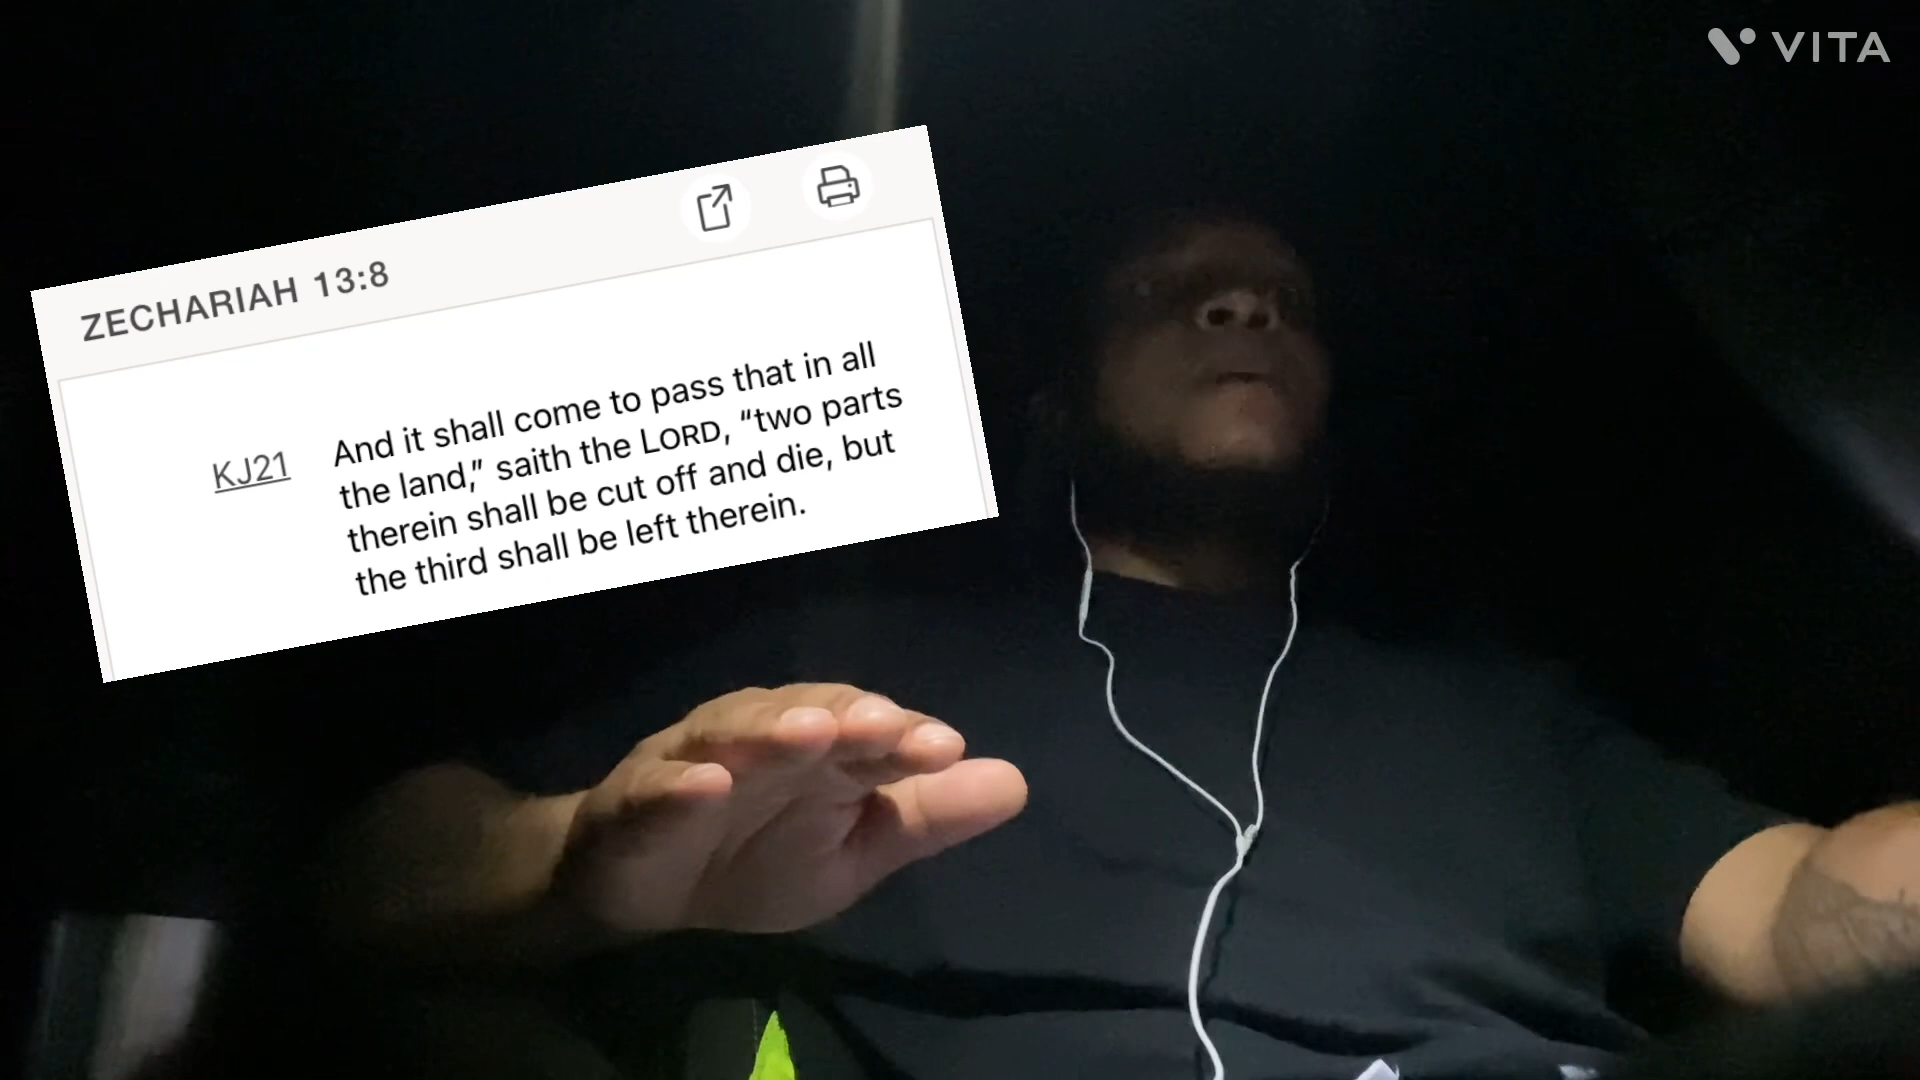 VITA
ZECHARIAH 13:8
KJ21
And it shall come to pass that in all
the land,” saith the LORD, “two parts
therein shall be cut off and die, but
the third shall be left therein.